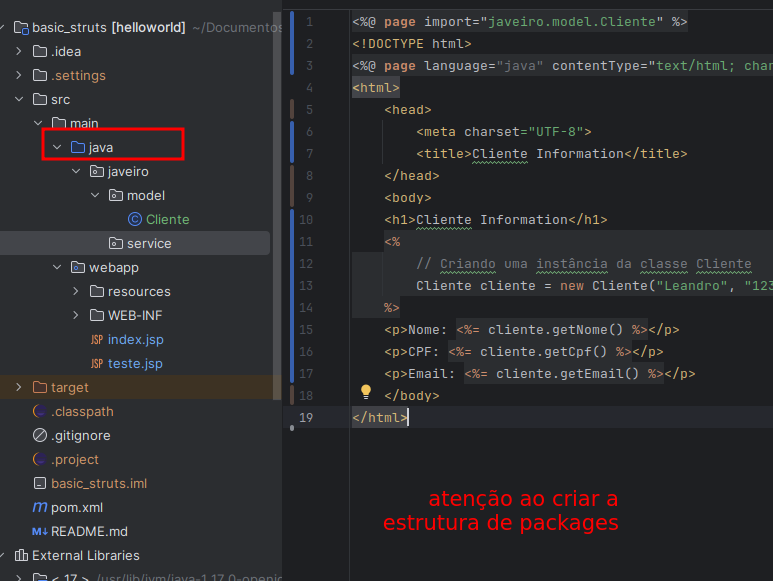 basic_struts [helloworld] ~/Documentos
.idea
.settings
src
main
java
javeiro
model
Cliente
service
webapp
resources
WEB-INF
JSP index.jsp
JSP teste.jsp
target
.classpath
.gitignore
.project
basic_struts.iml
pom.xml
README.md
External Libraries
< 17 > /usr/lib/jvm/java-1.17.0-openjd
1 <%@ page import="javeiro.model.Cliente" %>
2 <!DOCTYPE html>
3 <%@ page language="java" contentType="text/html; char
4 <html>
5 <head>
6 <meta charset="UTF-8">
7 <title>Cliente Information</title>
8 </head>
9 <body>
10 <h1>Cliente Information</h1>
11 <%
12 // Criando uma instância da classe Cliente
13 Cliente cliente = new Cliente("Leandro", "123
14 %>
15 <p>Nome: <%= cliente.getNome() %></p>
16 <p>CPF: <%= cliente.getCpf() %></p>
17 <p>Email: <%= cliente.getEmail() %></p>
18 </body>
19 </html>
atenção ao criar a
estrutura de packages